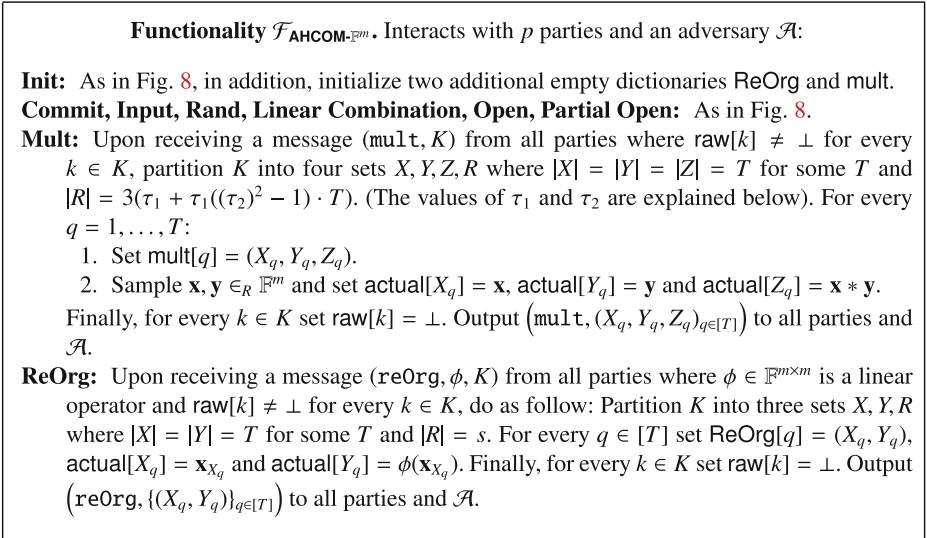 Functionality ℱ_AHCOM-𝔽^m. Interacts with p parties and an adversary 𝒜:
Init: As in Fig. 8, in addition, initialize two additional empty dictionaries ReOrg and mult.
Commit, Input, Rand, Linear Combination, Open, Partial Open: As in Fig. 8.
Mult: Upon receiving a message (mult, K) from all parties where raw[k] ≠ ⊥ for every
k ∈ K, partition K into four sets X, Y, Z, R where |X| = |Y| = |Z| = T for some T and
|R| = 3(τ₁ + τ₁((τ₂)² − 1) · T). (The values of τ₁ and τ₂ are explained below). For every
q = 1, . . . , T:
1. Set mult[q] = (X_q, Y_q, Z_q).
2. Sample x, y ∈_R 𝔽^m and set actual[X_q] = x, actual[Y_q] = y and actual[Z_q] = x ∗ y.
Finally, for every k ∈ K set raw[k] = ⊥. Output (mult, (X_q, Y_q, Z_q)_{q∈[T]}) to all parties and
𝒜.
ReOrg: Upon receiving a message (reOrg, ϕ, K) from all parties where ϕ ∈ 𝔽^{m×m} is a linear
operator and raw[k] ≠ ⊥ for every k ∈ K, do as follow: Partition K into three sets X, Y, R
where |X| = |Y| = T for some T and |R| = s. For every q ∈ [T] set ReOrg[q] = (X_q, Y_q),
actual[X_q] = x_{X_q} and actual[Y_q] = ϕ(x_{X_q}). Finally, for every k ∈ K set raw[k] = ⊥. Output
(reOrg, {(X_q, Y_q)}_{q∈[T]}) to all parties and 𝒜.